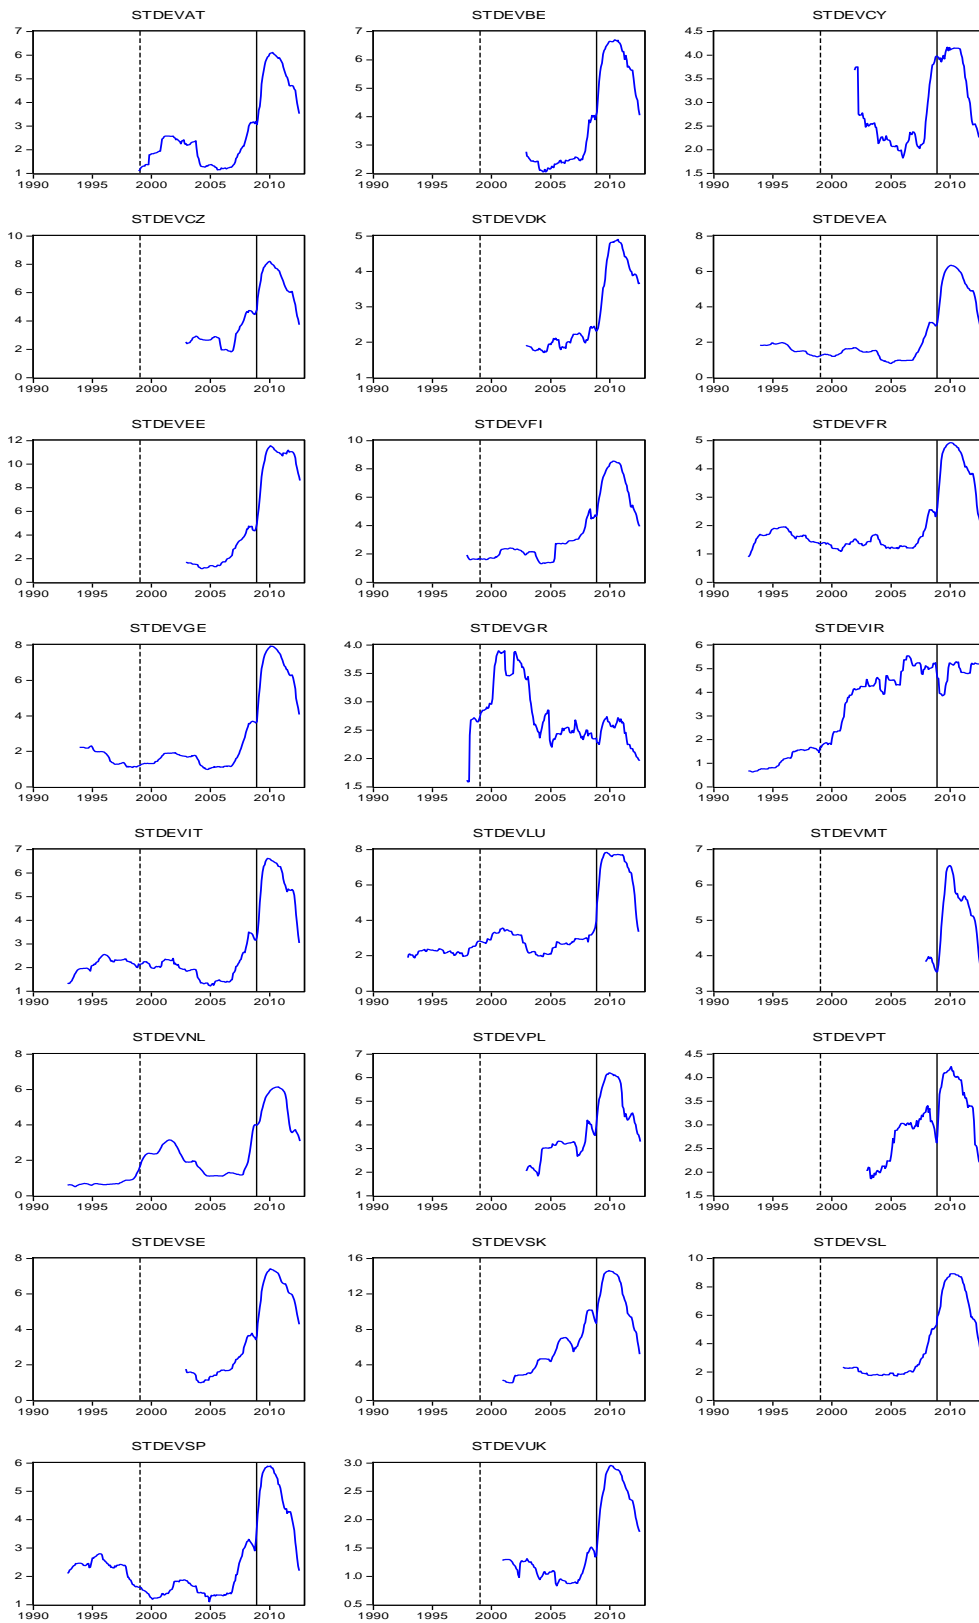 STDEVAT
7
6
5
4
3
2
1
1990 1995 2000 2005 2010
STDEVBE
7
6
5
4
3
2
1990 1995 2000 2005 2010
STDEVCY
4.5
4.0
3.5
3.0
2.5
2.0
1.5
1990 1995 2000 2005 2010
STDEVCZ
10
8
6
4
2
0
1990 1995 2000 2005 2010
STDEVDK
5
4
3
2
1
1990 1995 2000 2005 2010
STDEVEA
8
6
4
2
0
1990 1995 2000 2005 2010
STDEVEE
12
10
8
6
4
2
0
1990 1995 2000 2005 2010
STDEVFI
10
8
6
4
2
0
1990 1995 2000 2005 2010
STDEVFR
5
4
3
2
1
0
1990 1995 2000 2005 2010
STDEVGE
8
6
4
2
0
1990 1995 2000 2005 2010
STDEVGR
4.0
3.5
3.0
2.5
2.0
1.5
1990 1995 2000 2005 2010
STDEVIR
6
5
4
3
2
1
0
1990 1995 2000 2005 2010
STDEVIT
7
6
5
4
3
2
1
1990 1995 2000 2005 2010
STDEVLU
8
6
4
2
0
1990 1995 2000 2005 2010
STDEVMT
7
6
5
4
3
1990 1995 2000 2005 2010
STDEVNL
8
6
4
2
0
1990 1995 2000 2005 2010
STDEVPL
7
6
5
4
3
2
1
1990 1995 2000 2005 2010
STDEVPT
4.5
4.0
3.5
3.0
2.5
2.0
1.5
1990 1995 2000 2005 2010
STDEVSE
8
6
4
2
0
1990 1995 2000 2005 2010
STDEVSK
16
12
8
4
0
1990 1995 2000 2005 2010
STDEVSL
10
8
6
4
2
0
1990 1995 2000 2005 2010
STDEVSP
6
5
4
3
2
1
1990 1995 2000 2005 2010
STDEVUK
3.0
2.5
2.0
1.5
1.0
0.5
1990 1995 2000 2005 2010